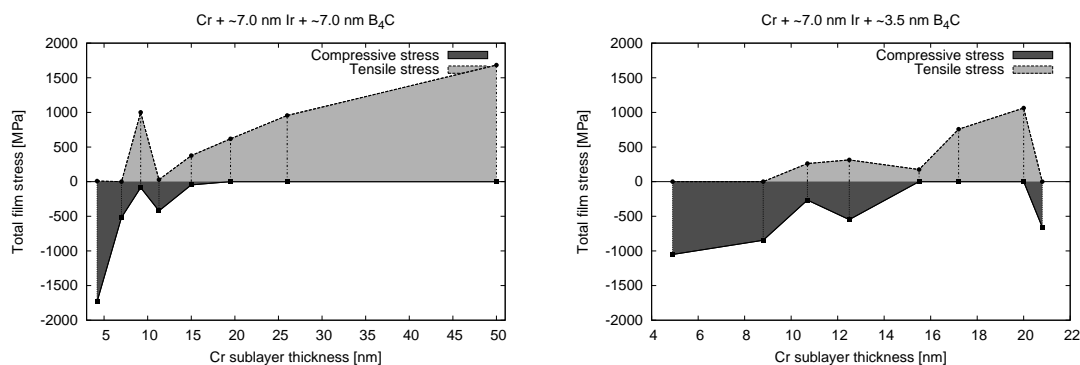 Cr + ~7.0 nm Ir + ~7.0 nm B4C
Total film stress [MPa]
2000
1500
1000
500
0
-500
-1000
-1500
-2000
Compressive stress
Tensile stress
5 10 15 20 25 30 35 40 45 50
Cr sublayer thickness [nm]
Cr + ~7.0 nm Ir + ~3.5 nm B4C
Total film stress [MPa]
2000
1500
1000
500
0
-500
-1000
-1500
-2000
Compressive stress
Tensile stress
4 6 8 10 12 14 16 18 20 22
Cr sublayer thickness [nm]